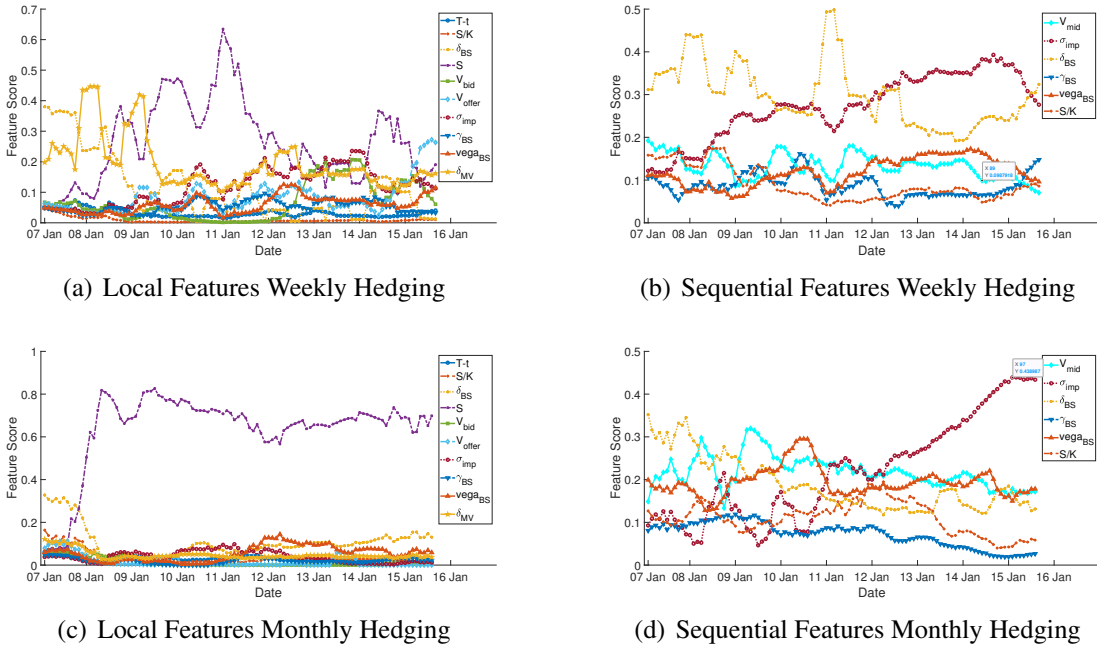 0.7
0.6
0.5
0.4
0.3
0.2
0.1
0
Feature Score
07 Jan 08 Jan 09 Jan 10 Jan 11 Jan 12 Jan 13 Jan 14 Jan 15 Jan 16 Jan
Date
T-t
S/K
δBS
S
Vbid
Voffer
σimp
γBS
vegaBS
δMV
(a) Local Features Weekly Hedging
0.5
0.4
0.3
0.2
0.1
0
Feature Score
07 Jan 08 Jan 09 Jan 10 Jan 11 Jan 12 Jan 13 Jan 14 Jan 15 Jan 16 Jan
Date
Vmid
σimp
δBS
γBS
vegaBS
S/K
(b) Sequential Features Weekly Hedging
1
0.8
0.6
0.4
0.2
0
Feature Score
07 Jan 08 Jan 09 Jan 10 Jan 11 Jan 12 Jan 13 Jan 14 Jan 15 Jan 16 Jan
Date
T-t
S/K
δBS
S
Vbid
Voffer
σimp
γBS
vegaBS
δMV
(c) Local Features Monthly Hedging
0.5
0.4
0.3
0.2
0.1
0
Feature Score
07 Jan 08 Jan 09 Jan 10 Jan 11 Jan 12 Jan 13 Jan 14 Jan 15 Jan 16 Jan
Date
X 97
Vmid
σimp
δBS
γBS
vegaBS
S/K
(d) Sequential Features Monthly Hedging